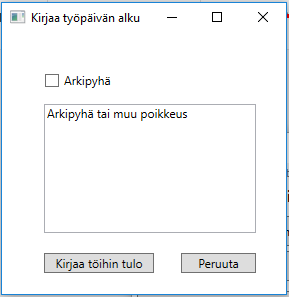 Kirjaa työpäivän alku
Arkipyhä
Arkipyhä tai muu poikkeus
Kirjaa töihin tulo
Peruuta